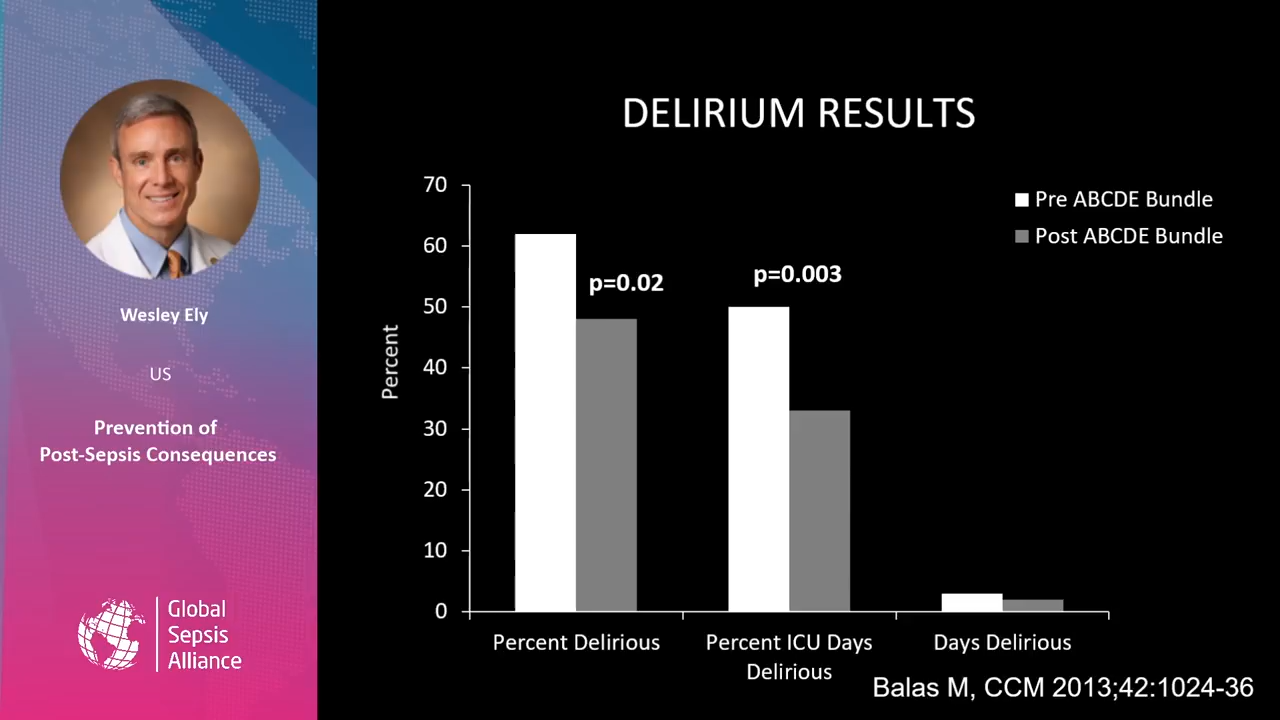 Wesley Ely
US
Prevention of
Post-Sepsis Consequences
Global
Sepsis
Alliance
DELIRIUM RESULTS
Pre ABCDE Bundle
Post ABCDE Bundle
Percent
70
60
50
40
30
20
10
0
p=0.02
p=0.003
Percent Delirious
Percent ICU Days
Delirious
Days Delirious
Balas M, CCM 2013;42:1024-36